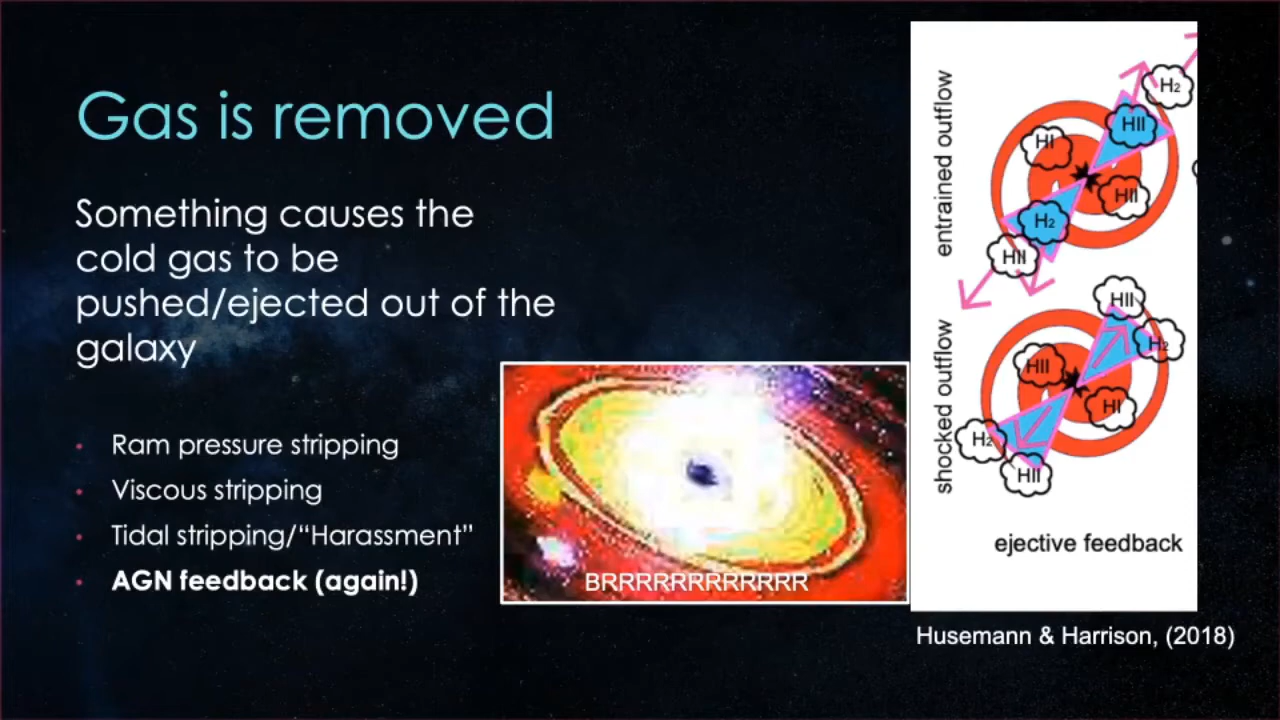 Gas is removed
Something causes the
cold gas to be
pushed/ejected out of the
galaxy
• Ram pressure stripping
• Viscous stripping
• Tidal stripping/“Harassment”
• AGN feedback (again!)
BRRRRRRRRRRRR
entrained outflow
H2
HII
HI
HII
H2
HII
shocked outflow
HII
H2
HII
HI
H2
HII
ejective feedback
Husemann & Harrison, (2018)